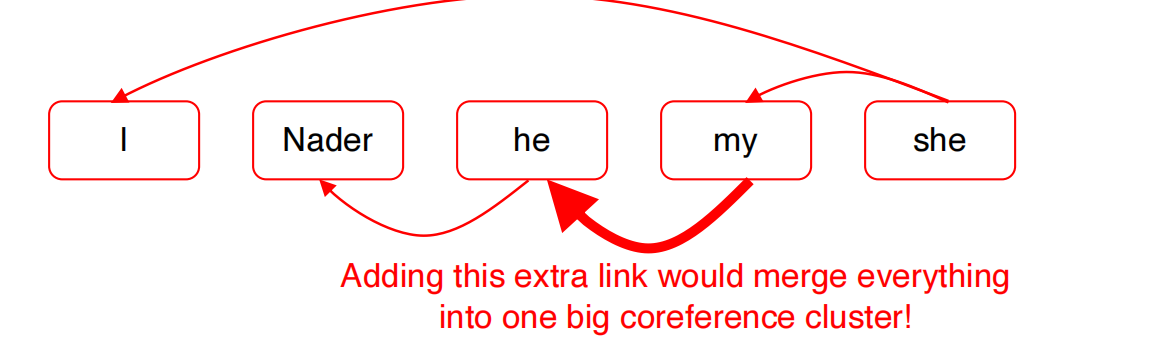 I
Nader
he
my
she
Adding this extra link would merge everything
into one big coreference cluster!